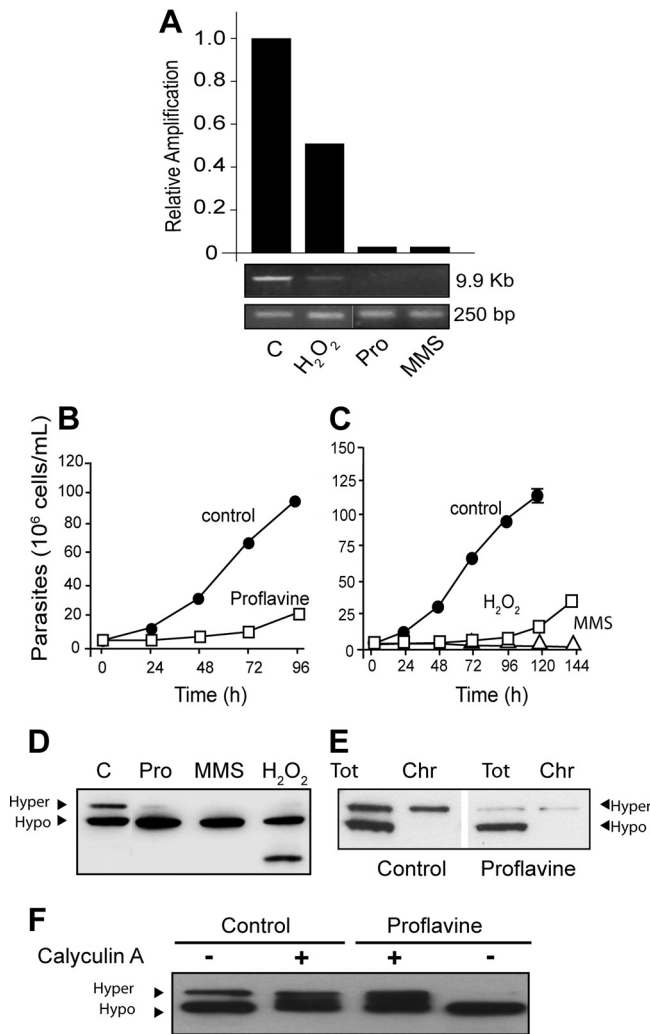 A
Relative Amplification
1.0
0.8
0.6
0.4
0.2
0
9.9 Kb
250 bp
C H2O2 Pro MMS
B
C
Parasites (10⁶ cells/mL)
120
100
80
60
40
20
0
control
Proflavine
0 24 48 72 96
Time (h)
150
125
100
75
50
25
0
control
H2O2
MMS
0 24 48 72 96 120 144
Time (h)
D
C Pro MMS H2O2
Hyper
Hypo
E
Tot Chr Tot Chr
Hyper
Hypo
Control Proflavine
F
Control Proflavine
Calyculin A - + + -
Hyper
Hypo